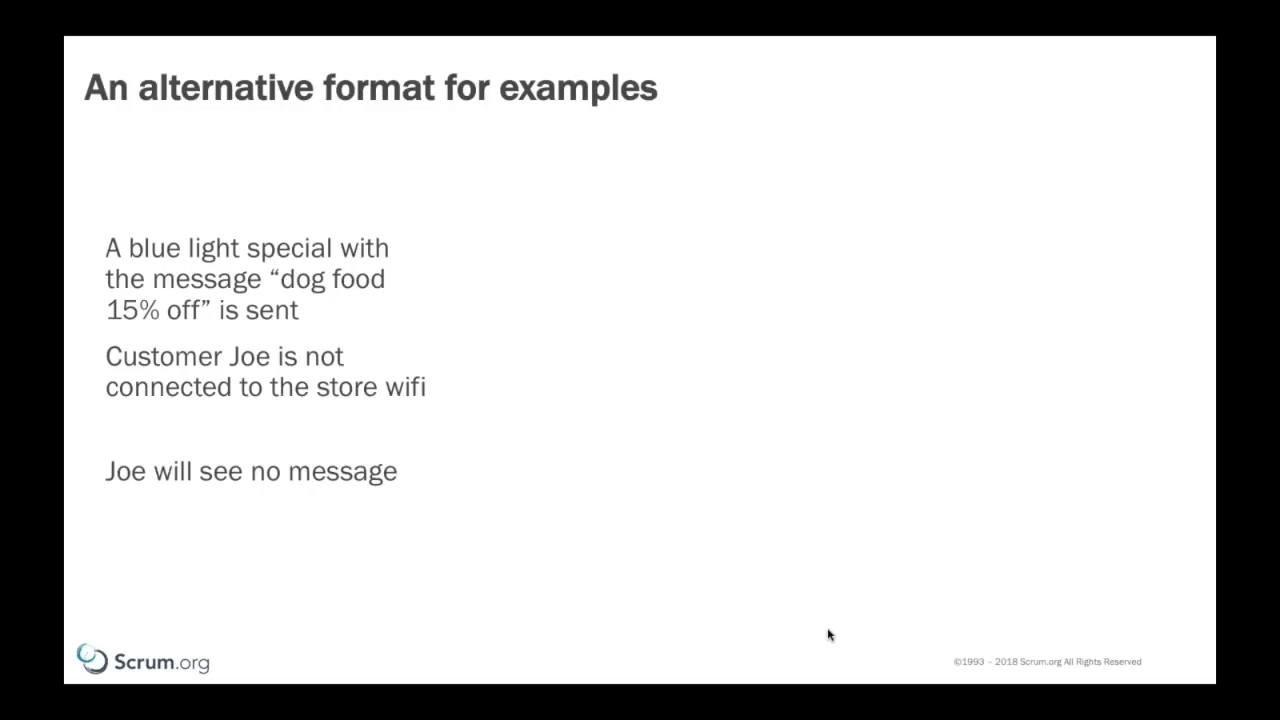 An alternative format for examples
A blue light special with
the message “dog food
15% off” is sent
Customer Joe is not
connected to the store wifi
Joe will see no message
Scrum.org
©1993 – 2018 Scrum.org All Rights Reserved